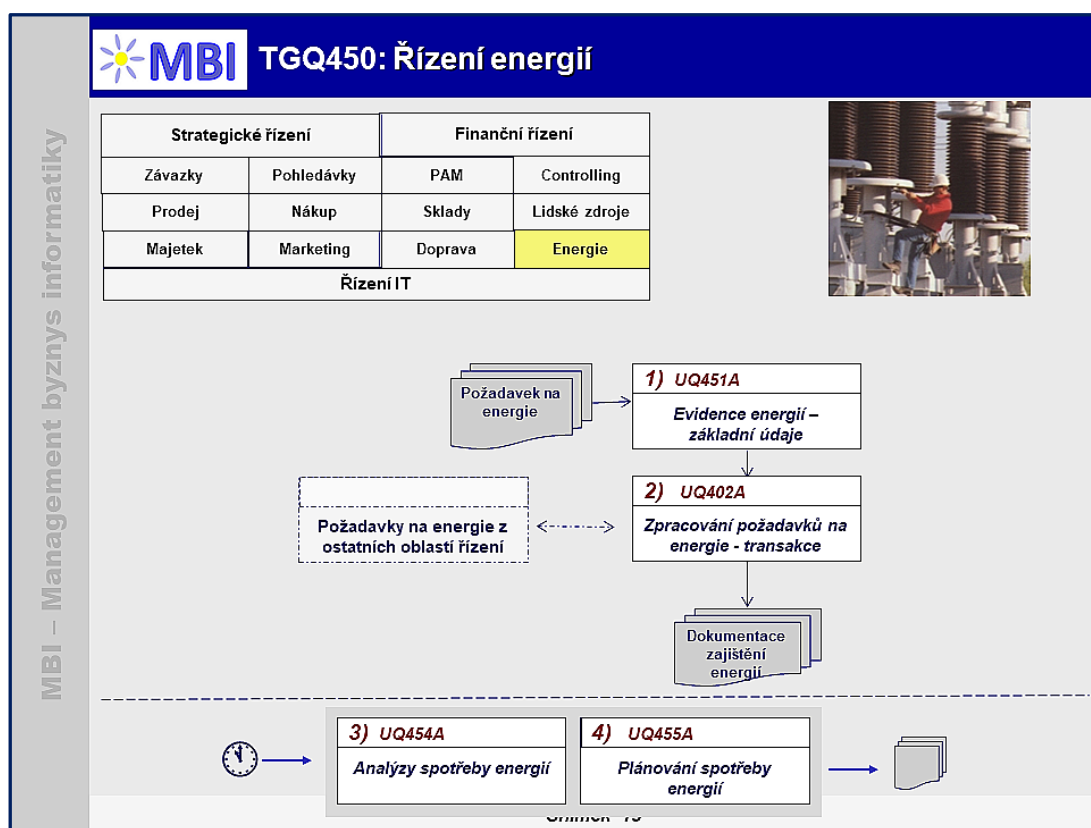 MBI – Management byznys informatiky
MBI
TGQ450: Řízení energií
Strategické řízení
Finanční řízení
Závazky
Pohledávky
PAM
Controlling
Prodej
Nákup
Sklady
Lidské zdroje
Majetek
Marketing
Doprava
Energie
Řízení IT
Požadavek na
energie
1) UQ451A
Evidence energií –
základní údaje
2) UQ402A
Zpracování požadavků na
energie - transakce
Požadavky na energie z
ostatních oblastí řízení
Dokumentace
zajištění
energií
3) UQ454A
Analýzy spotřeby energií
4) UQ455A
Plánování spotřeby
energií